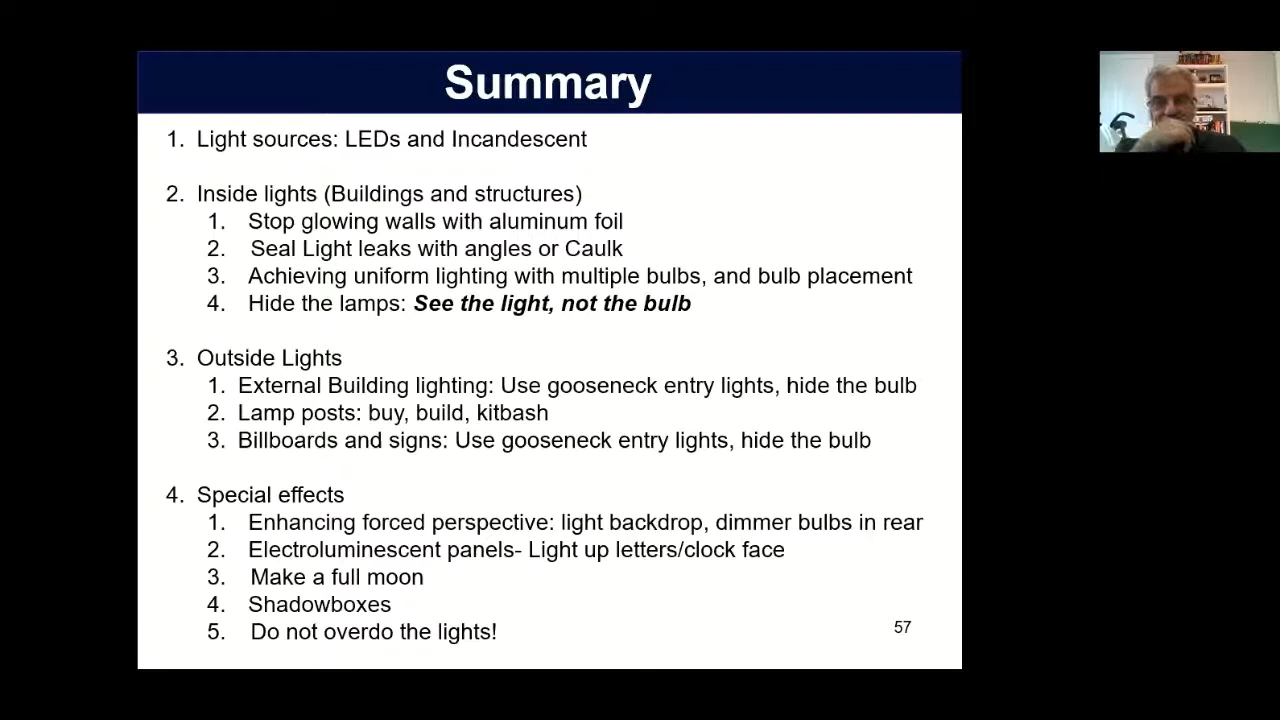 Summary
1. Light sources: LEDs and Incandescent
2. Inside lights (Buildings and structures)
1. Stop glowing walls with aluminum foil
2. Seal Light leaks with angles or Caulk
3. Achieving uniform lighting with multiple bulbs, and bulb placement
4. Hide the lamps: See the light, not the bulb
3. Outside Lights
1. External Building lighting: Use gooseneck entry lights, hide the bulb
2. Lamp posts: buy, build, kitbash
3. Billboards and signs: Use gooseneck entry lights, hide the bulb
4. Special effects
1. Enhancing forced perspective: light backdrop, dimmer bulbs in rear
2. Electroluminescent panels- Light up letters/clock face
3. Make a full moon
4. Shadowboxes
5. Do not overdo the lights!
57